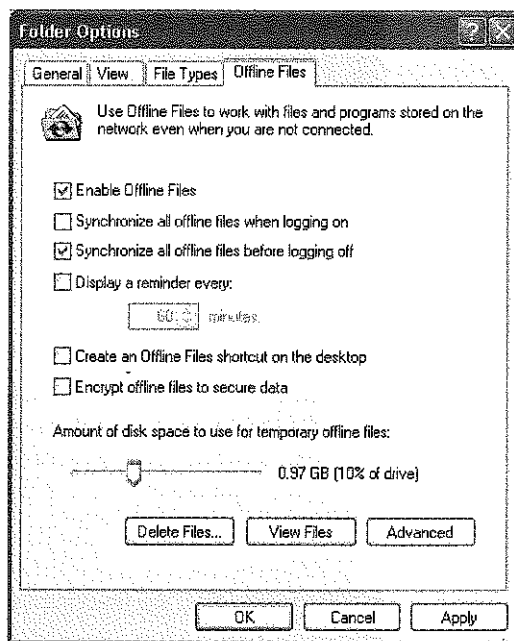 Folder Options
General View File Types Offline Files
Use Offline Files to work with files and programs stored on the
network even when you are not connected.
Enable Offline Files
Synchronize all offline files when logging on
Synchronize all offline files before logging off
Display a reminder every:
60 minutes.
Create an Offline Files shortcut on the desktop
Encrypt offline files to secure data
Amount of disk space to use for temporary offline files:
0.97 GB (10% of drive)
Delete Files... View Files Advanced
OK Cancel Apply